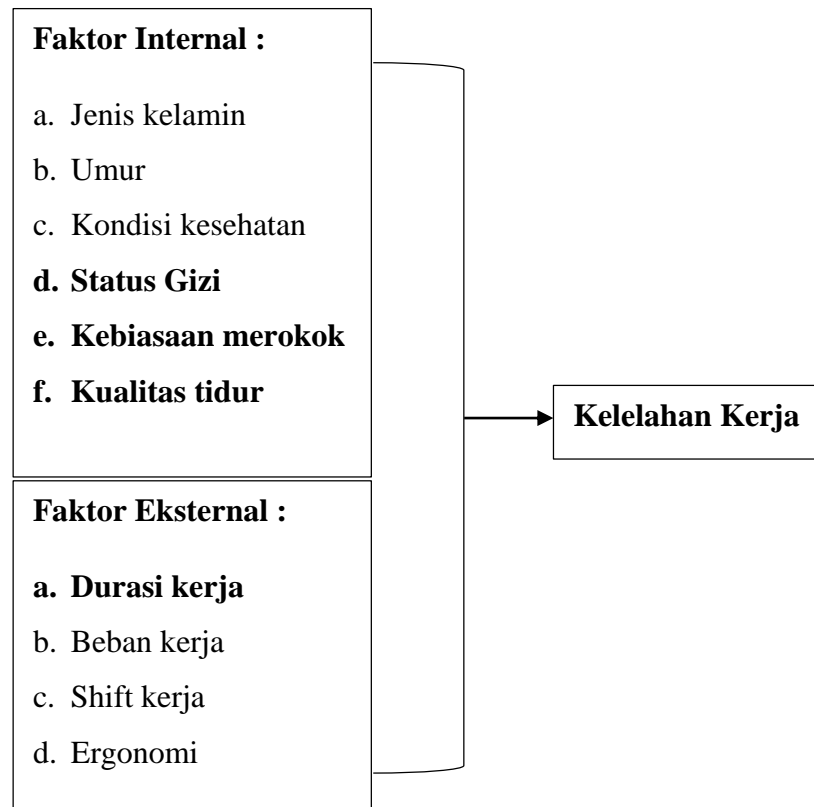 Faktor Internal :
a. Jenis kelamin
b. Umur
c. Kondisi kesehatan
d. Status Gizi
e. Kebiasaan merokok
f. Kualitas tidur
Kelelahan Kerja
Faktor Eksternal :
a. Durasi kerja
b. Beban kerja
c. Shift kerja
d. Ergonomi